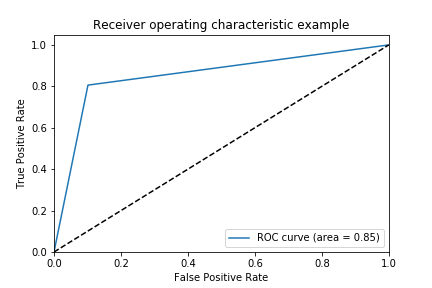 Receiver operating characteristic example
True Positive Rate
1.0
0.8
0.6
0.4
0.2
0.0
ROC curve (area = 0.85)
0.0 0.2 0.4 0.6 0.8 1.0
False Positive Rate